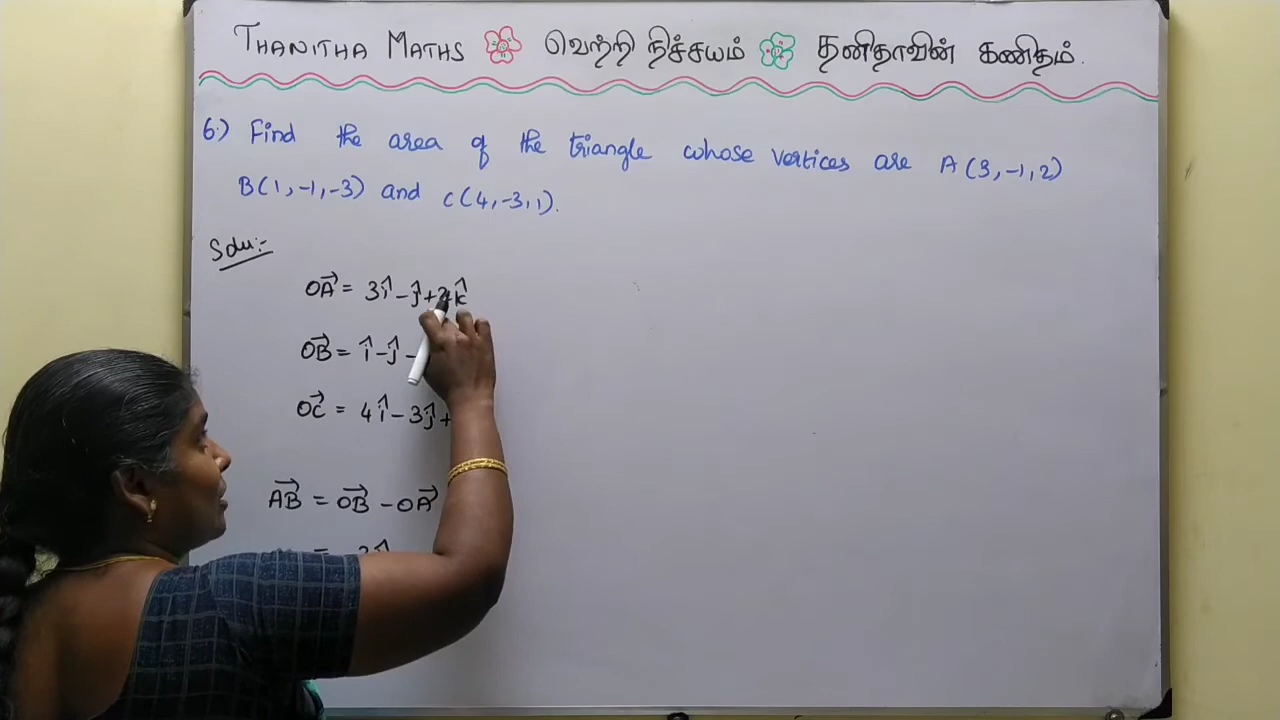 THANITHA MATHS வெற்றி நிச்சயம் தனிதாவின் கணிதம்.
6.) Find the area of the triangle whose vertices are A(3,-1,2)
B(1,-1,-3) and C(4,-3,1).
Solu:-
OA⃗ = 3î - ĵ + 2k̂
OB⃗ = î - ĵ -
OC⃗ = 4î - 3ĵ +
AB⃗ = OB⃗ - OA⃗